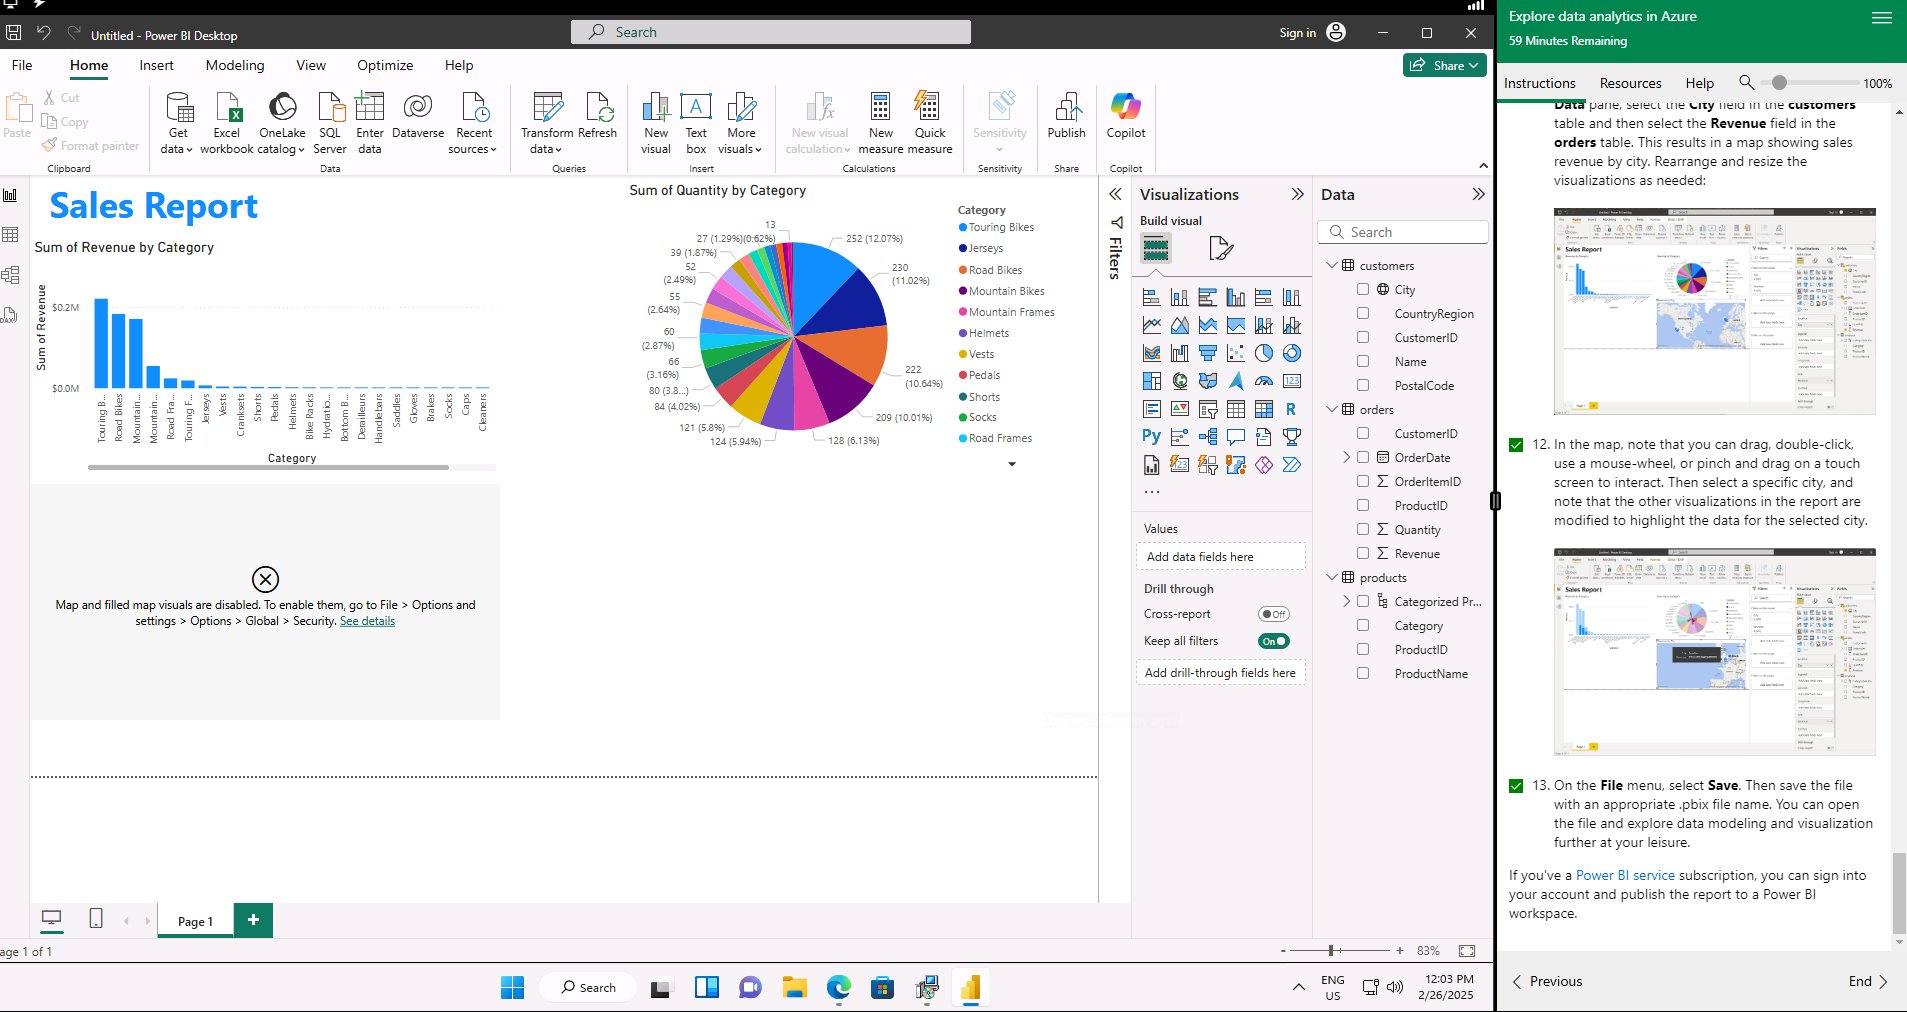 Untitled - Power BI Desktop
Search
Sign in
File
Home
Insert
Modeling
View
Optimize
Help
Share
Paste
Cut
Copy
Format painter
Clipboard
Get data
Excel workbook
OneLake catalog
SQL Server
Enter data
Dataverse
Recent sources
Data
Transform data
Refresh
Queries
New visual
Text box
More visuals
Insert
New visual calculation
New measure
Quick measure
Calculations
Sensitivity
Sensitivity
Publish
Share
Copilot
Copilot
Sales Report
Sum of Revenue by Category
Sum of Revenue
$0.2M
$0.0M
Touring B...
Road Bikes
Mountain...
Mountain...
Road Fra...
Touring F...
Jerseys
Vests
Cranksets
Shorts
Pedals
Helmets
Bike Racks
Hydratio...
Bottom B...
Derailleurs
Handlebars
Saddles
Gloves
Brakes
Socks
Caps
Cleaners
Category
Sum of Quantity by Category
13
(0.62%)
27 (1.29%)
39 (1.87%)
52
(2.49%)
55
(2.64%)
60
(2.87%)
66
(3.16%)
80 (3.8...)
84 (4.02%)
121 (5.8%)
124 (5.94%)
128 (6.13%)
209 (10.01%)
222
(10.64%)
230
(11.02%)
252 (12.07%)
Category
Touring Bikes
Jerseys
Road Bikes
Mountain Bikes
Mountain Frames
Helmets
Vests
Pedals
Shorts
Socks
Road Frames
Map and filled map visuals are disabled. To enable them, go to File > Options and
settings > Options > Global > Security. See details
Filters
Visualizations
Build visual
Values
Add data fields here
Drill through
Cross-report
Off
Keep all filters
On
Add drill-through fields here
Data
Search
customers
City
CountryRegion
CustomerID
Name
PostalCode
orders
CustomerID
OrderDate
OrderItemID
ProductID
Quantity
Revenue
products
Categorized Pr...
Category
ProductID
ProductName
Page 1
age 1 of 1
83%
Search
ENG
US
12:03 PM
2/26/2025
Explore data analytics in Azure
59 Minutes Remaining
Instructions
Resources
Help
100%
Data pane, select the City field in the customers
table and then select the Revenue field in the
orders table. This results in a map showing sales
revenue by city. Rearrange and resize the
visualizations as needed:
Sales Report
12. In the map, note that you can drag, double-click,
use a mouse-wheel, or pinch and drag on a touch
screen to interact. Then select a specific city, and
note that the other visualizations in the report are
modified to highlight the data for the selected city.
Sales Report
13. On the File menu, select Save. Then save the file
with an appropriate .pbix file name. You can open
the file and explore data modeling and visualization
further at your leisure.
If you've a Power BI service subscription, you can sign into
your account and publish the report to a Power BI
workspace.
Previous
End